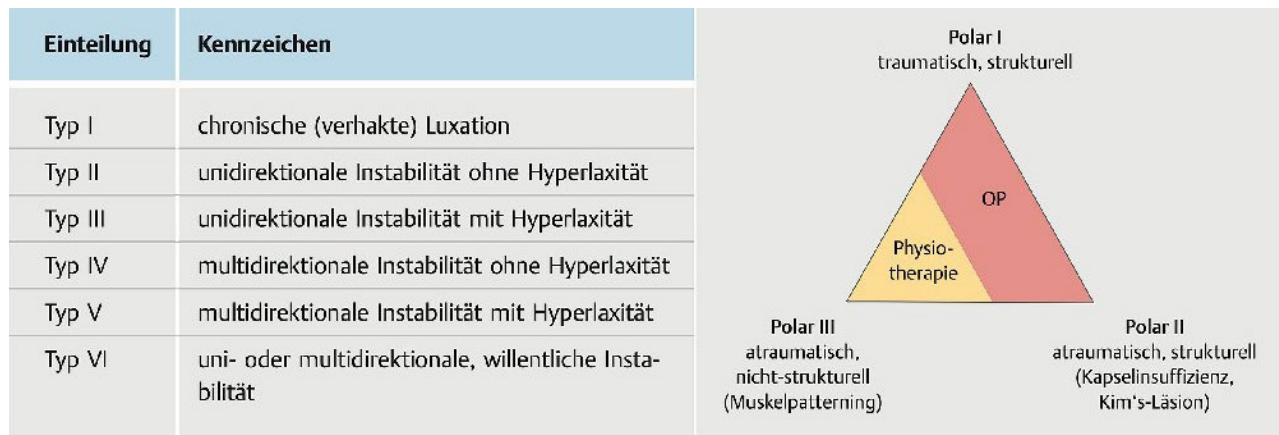 Einteilung Kennzeichen
Typ I chronische (verhakte) Luxation
Typ II unidirektionale Instabilität ohne Hyperlaxität
Typ III unidirektionale Instabilität mit Hyperlaxität
Typ IV multidirektionale Instabilität ohne Hyperlaxität
Typ V multidirektionale Instabilität mit Hyperlaxität
Typ VI uni- oder multidirektionale, willentliche Insta-
bilität
Polar I
traumatisch, strukturell
OP
Physio-
therapie
Polar III
atraumatisch,
nicht-strukturell
(Muskelpatterning)
Polar II
atraumatisch, strukturell
(Kapselinsuffizienz,
Kim's-Läsion)